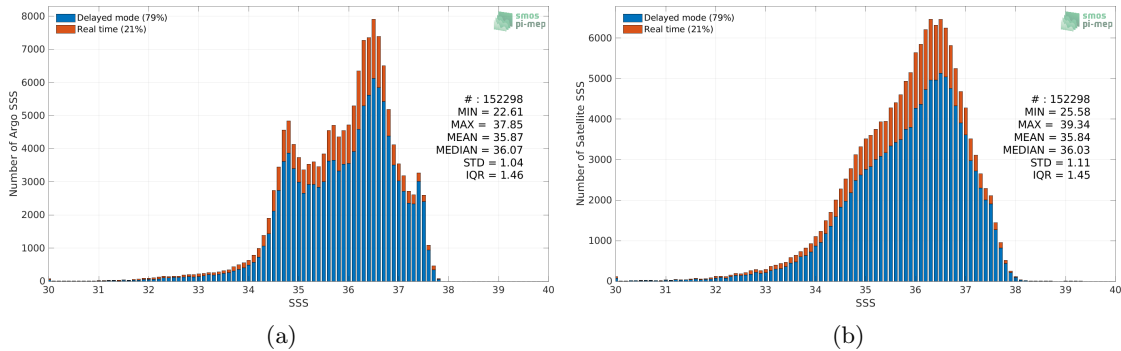 Delayed mode (79%)
Real time (21%)
smos
pi-mep
Number of Argo SSS
8000
7000
6000
5000
4000
3000
2000
1000
0
# : 152298
MIN = 22.61
MAX = 37.85
MEAN = 35.87
MEDIAN = 36.07
STD = 1.04
IQR = 1.46
30 31 32 33 34 35 36 37 38 39 40
SSS
(a)
Delayed mode (79%)
Real time (21%)
smos
pi-mep
Number of Satellite SSS
6000
5000
4000
3000
2000
1000
0
# : 152298
MIN = 25.58
MAX = 39.34
MEAN = 35.84
MEDIAN = 36.03
STD = 1.11
IQR = 1.45
30 31 32 33 34 35 36 37 38 39 40
SSS
(b)